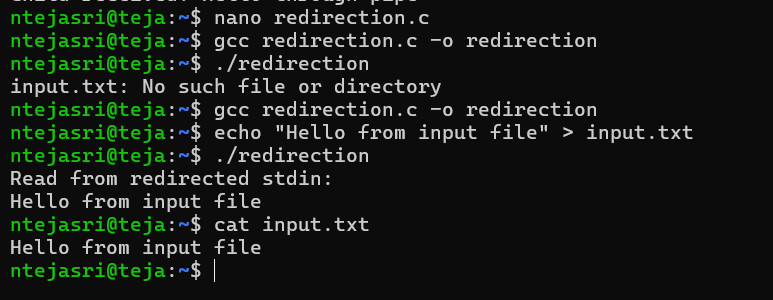 ntejasri@teja:~$ nano redirection.c
ntejasri@teja:~$ gcc redirection.c -o redirection
ntejasri@teja:~$ ./redirection
input.txt: No such file or directory
ntejasri@teja:~$ gcc redirection.c -o redirection
ntejasri@teja:~$ echo "Hello from input file" > input.txt
ntejasri@teja:~$ ./redirection
Read from redirected stdin:
Hello from input file
ntejasri@teja:~$ cat input.txt
Hello from input file
ntejasri@teja:~$